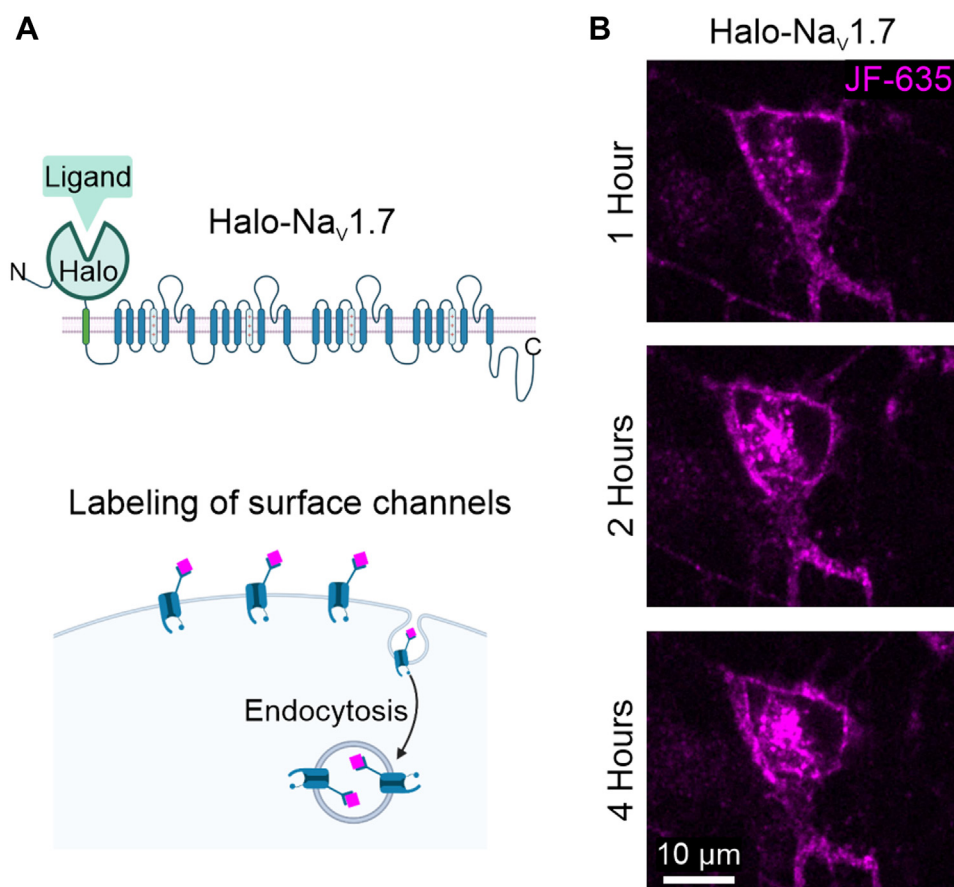 A
Ligand
Halo
N
Halo-NaV1.7
C
Labeling of surface channels
Endocytosis
B
Halo-NaV1.7
JF-635
1 Hour
2 Hours
4 Hours
10 μm